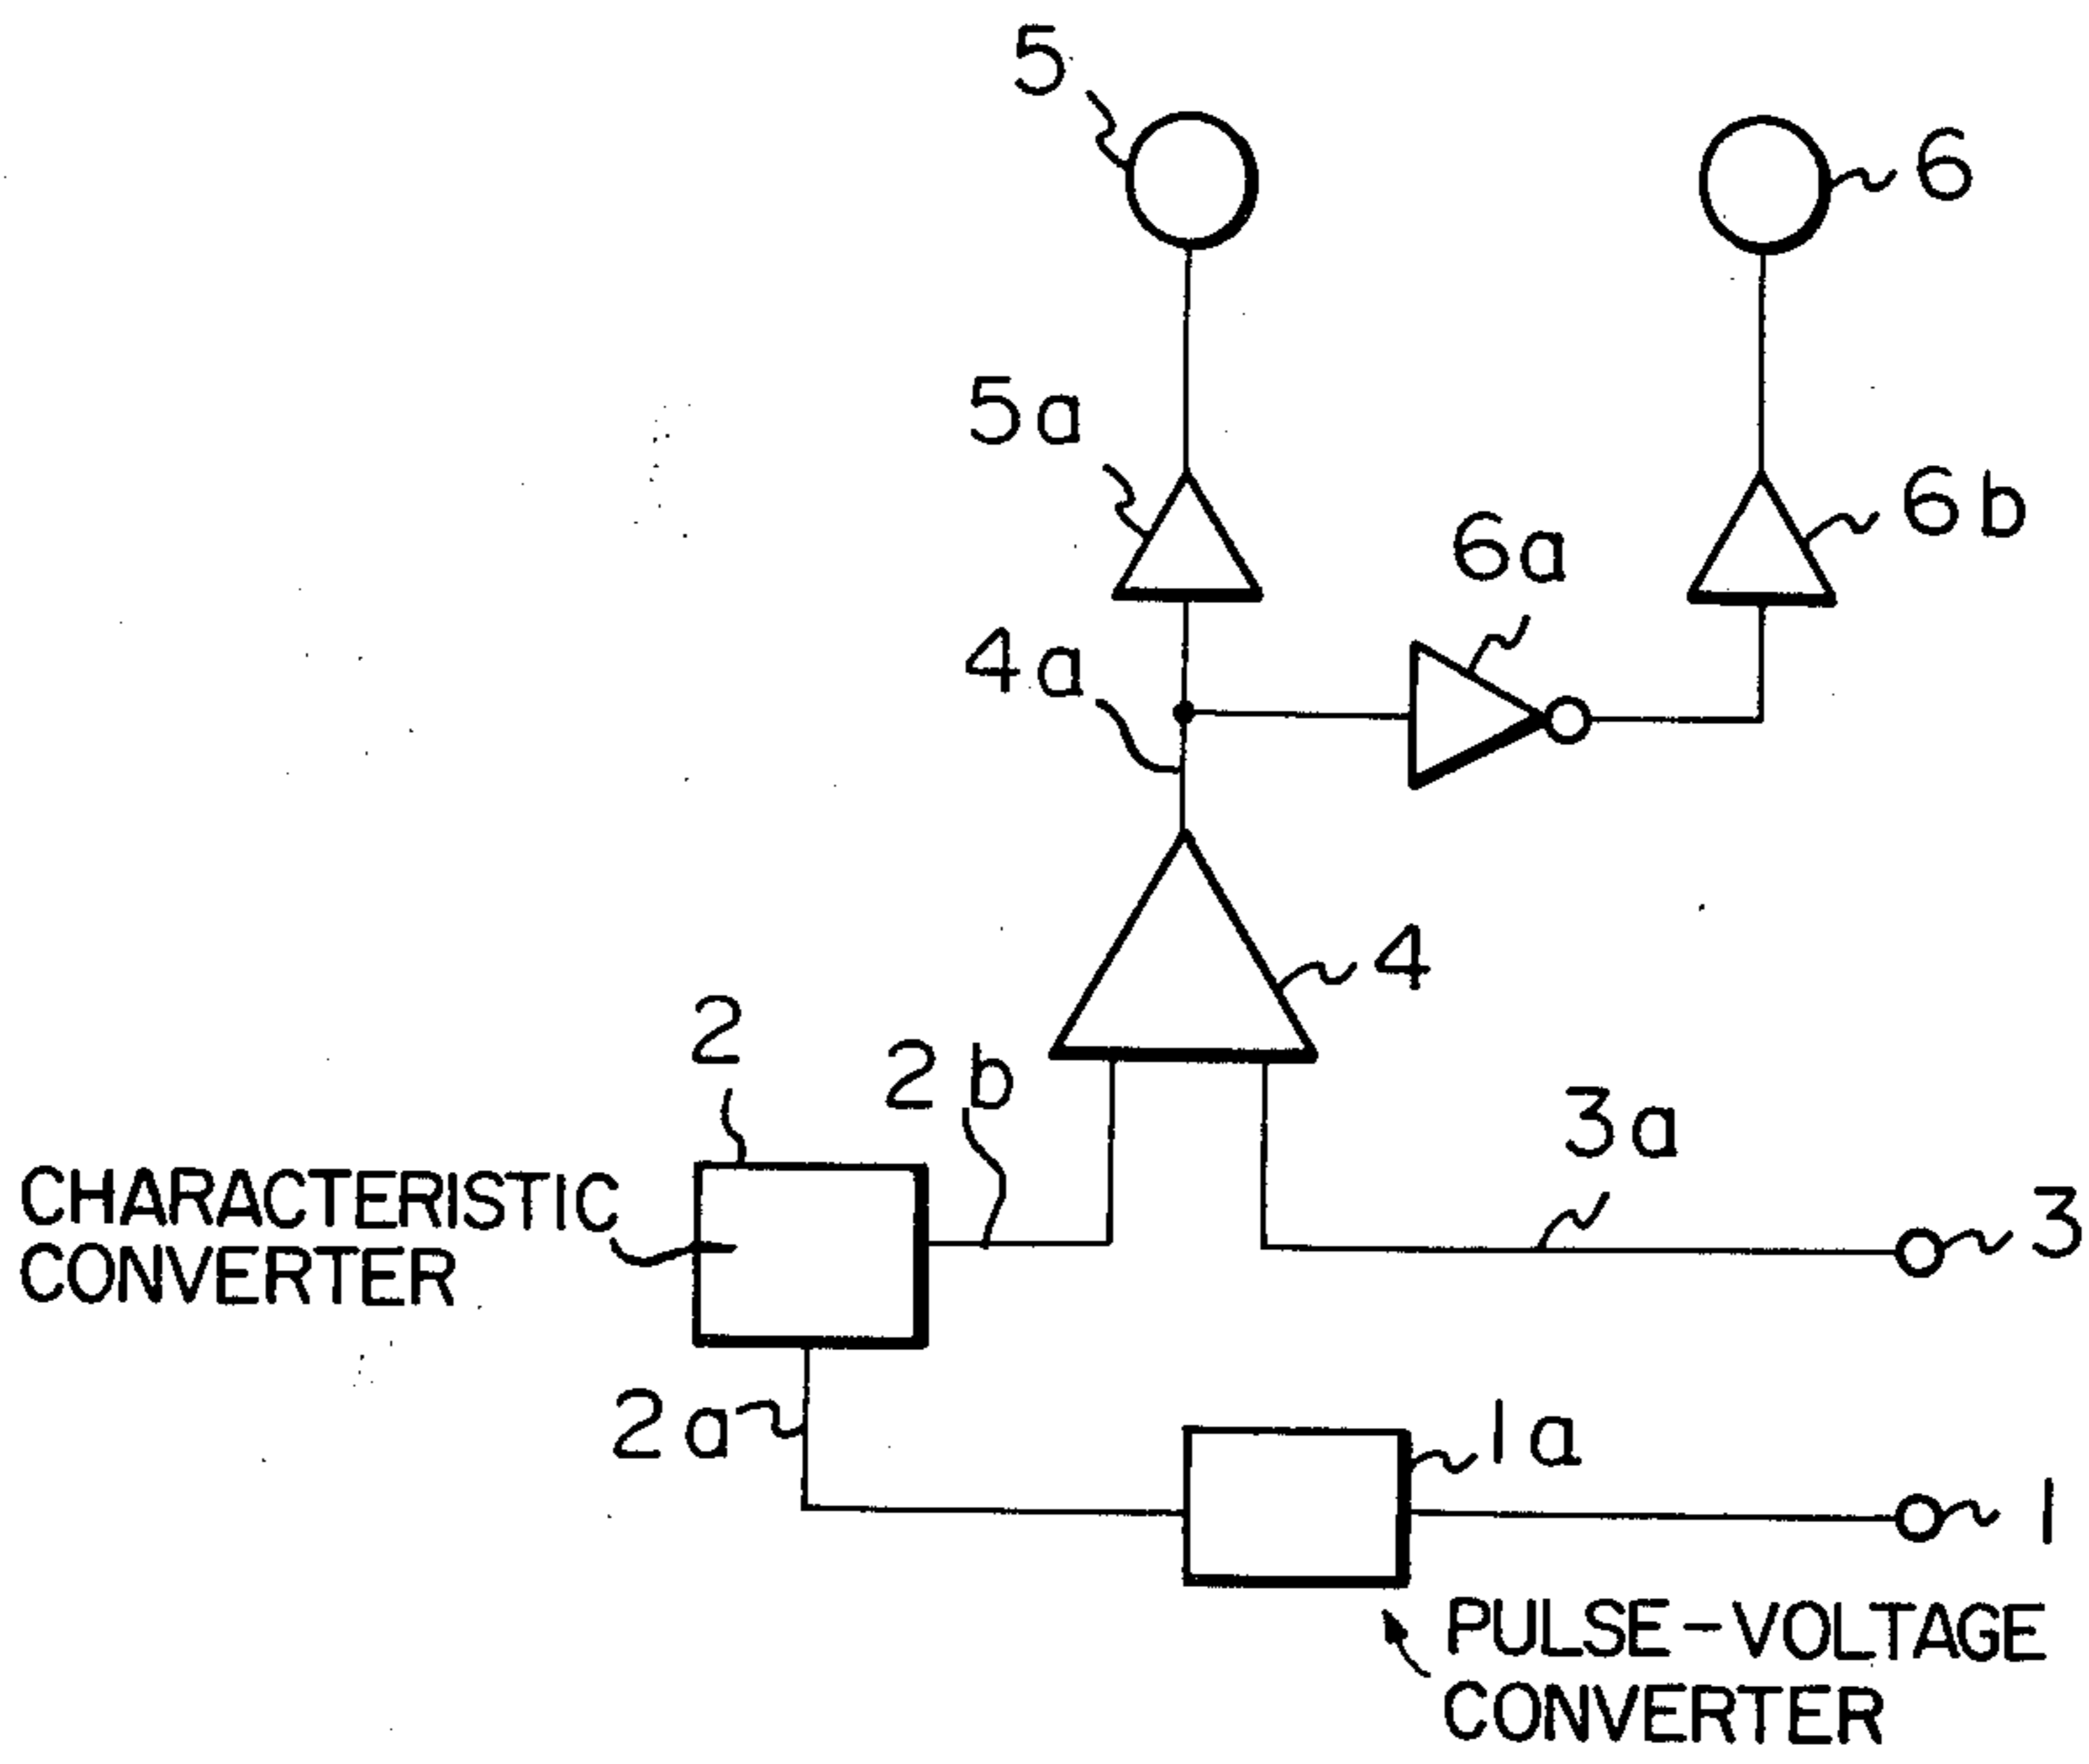 5
6
5a
6b
6a
4a
4
2
2b
3a
CHARACTERISTIC
CONVERTER
3
2a
1a
1
PULSE-VOLTAGE
CONVERTER